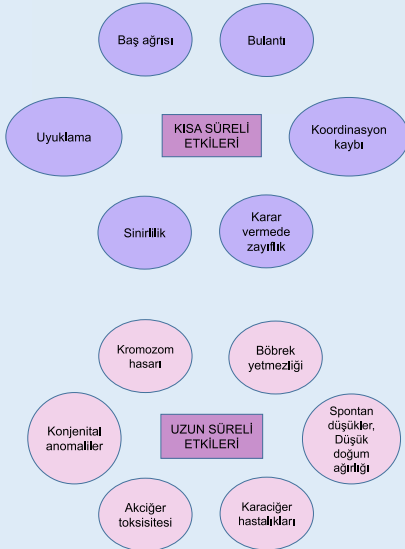 Baş ağrısı
Bulantı
Uyuklama
KISA SÜRELİ
ETKİLERİ
Koordinasyon
kaybı
Sinirlilik
Karar
vermede
zayıflık
Kromozom
hasarı
Böbrek
yetmezliği
Konjenital
anomaliler
UZUN SÜRELİ
ETKİLERİ
Spontan
düşükler,
Düşük
doğum
ağırlığı
Akciğer
toksisitesi
Karaciğer
hastalıkları